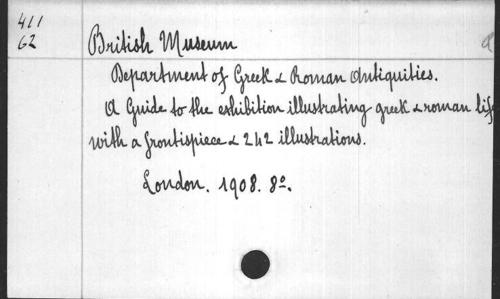 411
62
British Museum
Department of Greek & Roman Antiquities.
A Guide to the exhibition illustrating greek & roman life
with a frontispiece & 242 illustrations.
London. 1908. 8º.